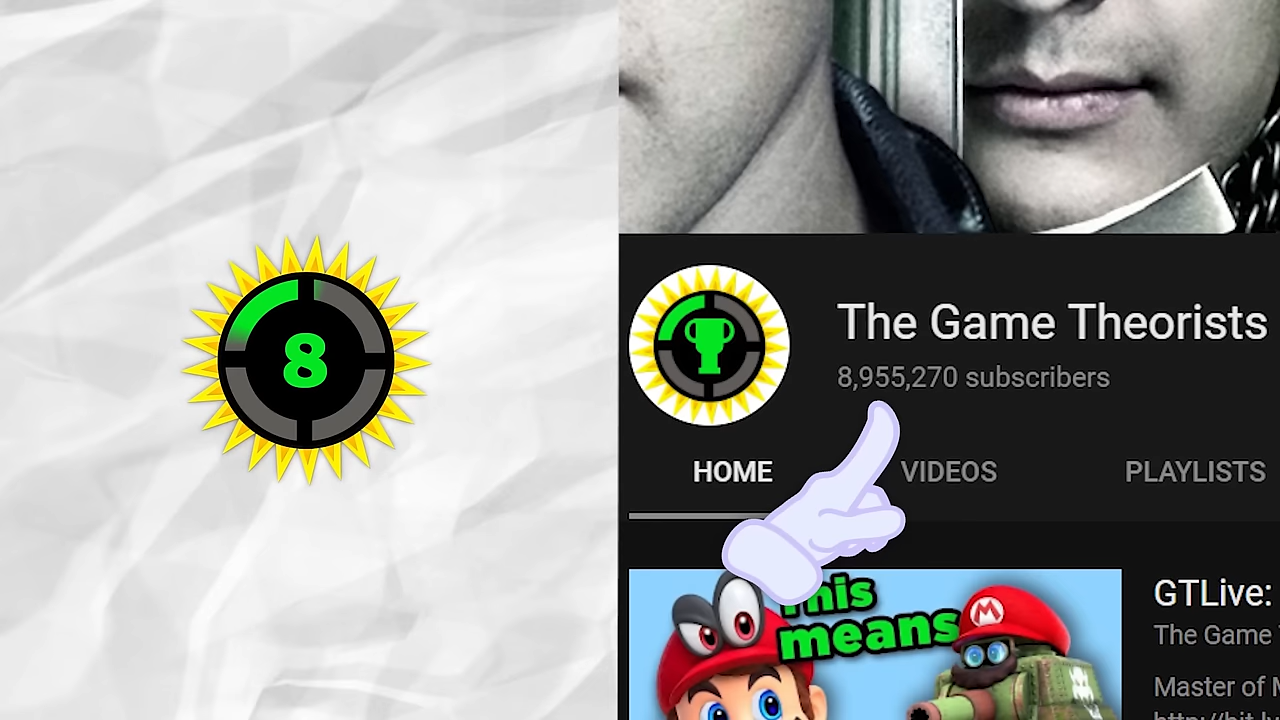 8
The Game Theorists
8,955,270 subscribers
HOME VIDEOS PLAYLISTS
This
means
M
GTLive:
The Game
Master of M